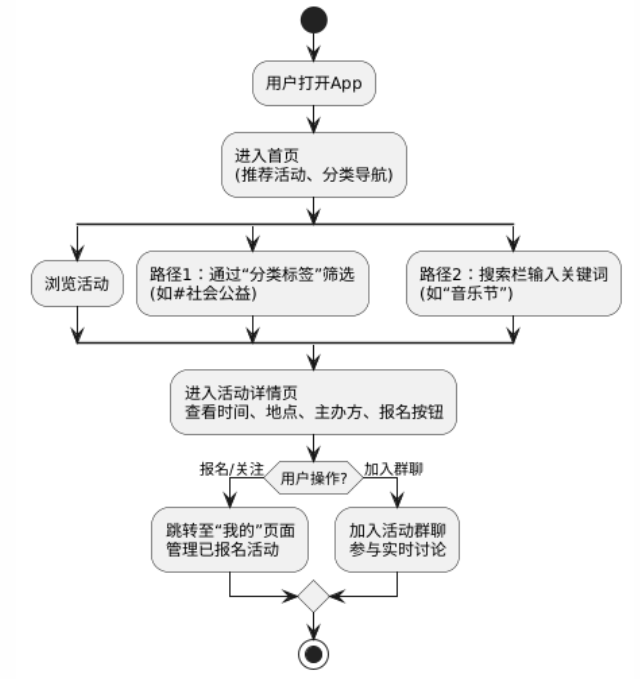 用户打开App
进入首页
(推荐活动、分类导航)
浏览活动
路径1：通过“分类标签”筛选
(如#社会公益)
路径2：搜索栏输入关键词
(如“音乐节”)
进入活动详情页
查看时间、地点、主办方、报名按钮
用户操作?
报名/关注
加入群聊
跳转至“我的”页面
管理已报名活动
加入活动群聊
参与实时讨论